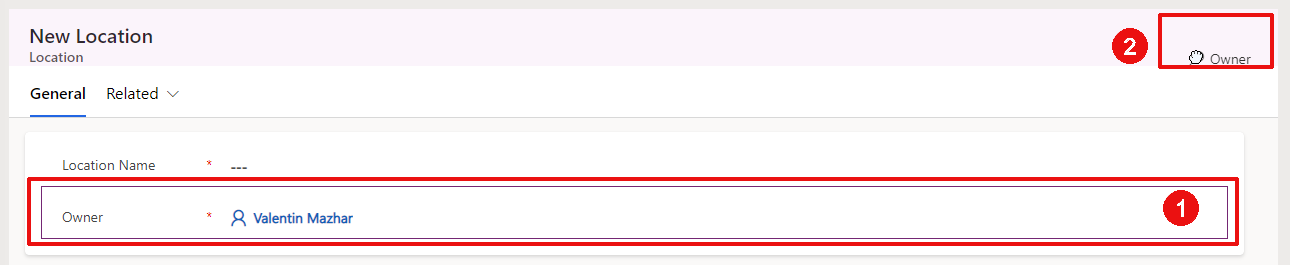 New Location
Location
2
Owner
General Related
Location Name * ---
Owner * Valentin Mazhar
1